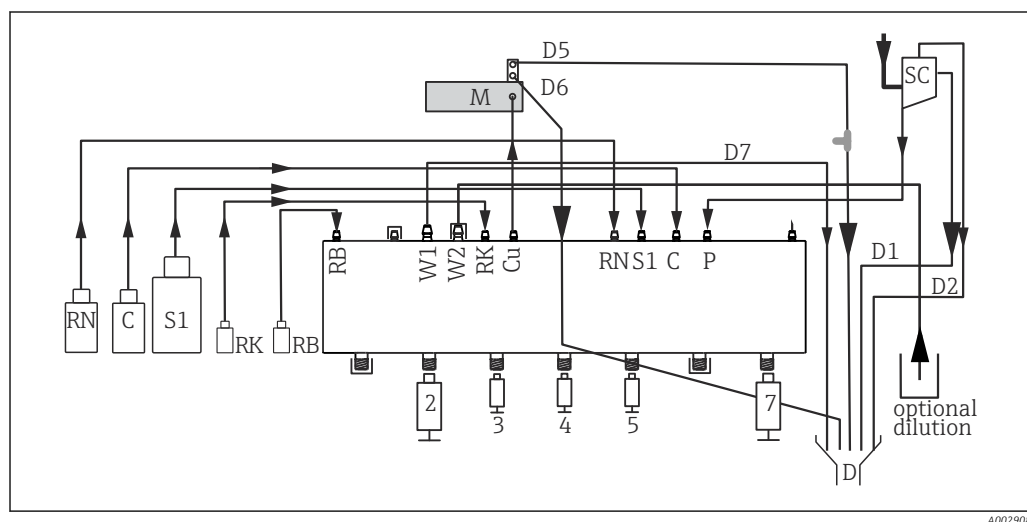 D5
SC
M
D6
D7
RB
W1
W2
RK
Cu
RN
S1
C
P
D1
D2
RN
C
S1
RK
RB
2
3
4
5
7
optional
dilution
D